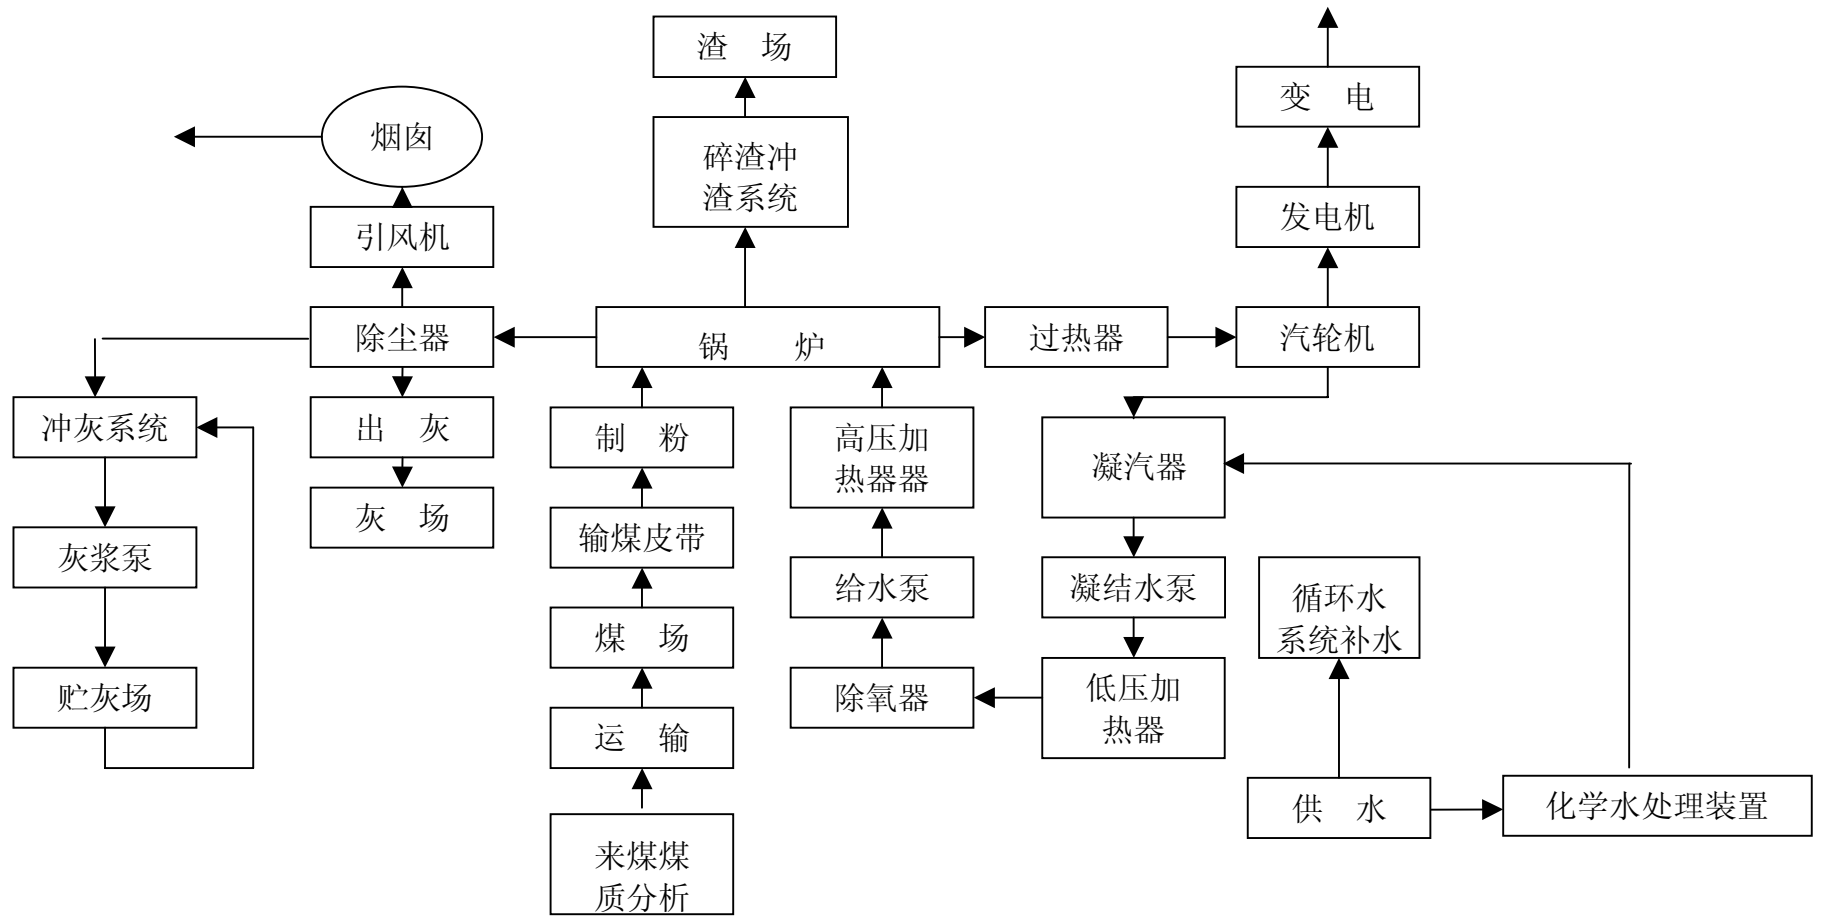 渣 场
变 电
烟囱
碎渣冲
渣系统
发电机
引风机
除尘器
锅 炉
过热器
汽轮机
冲灰系统
出 灰
制 粉
高压加
热器器
凝汽器
灰 场
输煤皮带
灰浆泵
给水泵
凝结水泵
循环水
系统补水
煤 场
贮灰场
除氧器
低压加
热器
运 输
供 水
化学水处理装置
来煤煤
质分析